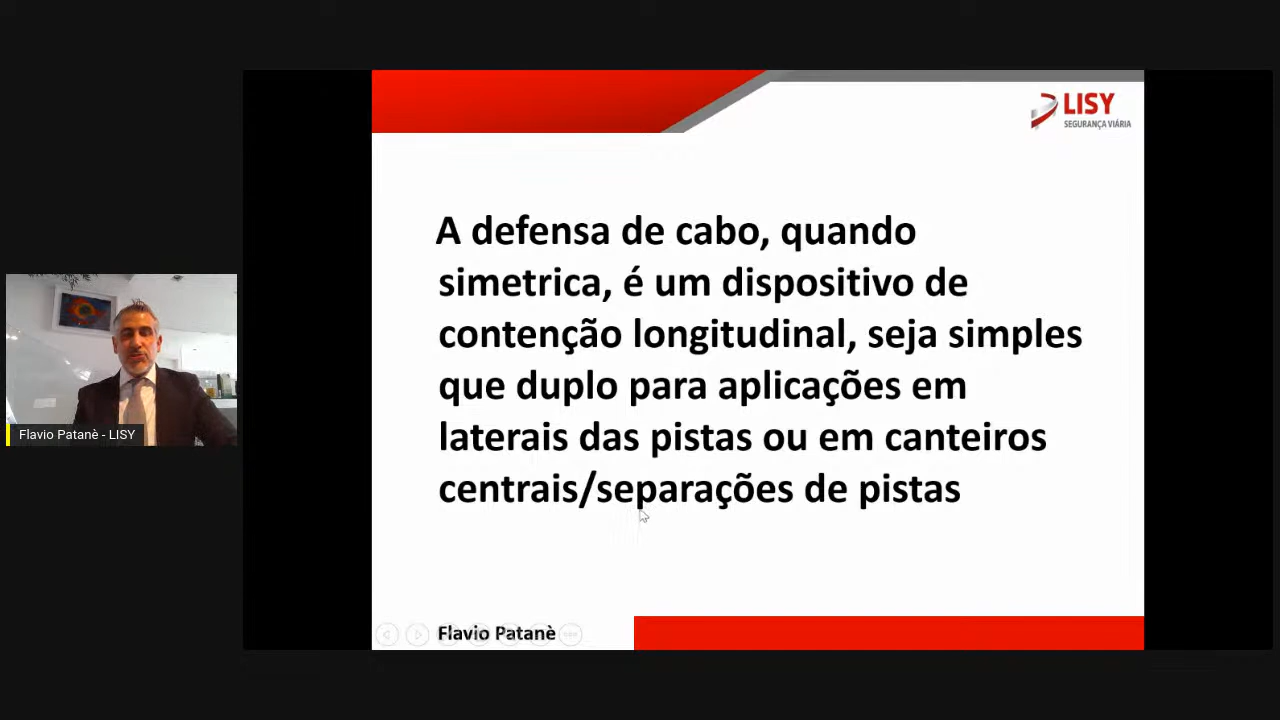 LISY
SEGURANÇA VIÁRIA
A defensa de cabo, quando
simetrica, é um dispositivo de
contenção longitudinal, seja simples
que duplo para aplicações em
laterais das pistas ou em canteiros
centrais/separações de pistas
Flavio Patanè - LISY
Flavio Patanè